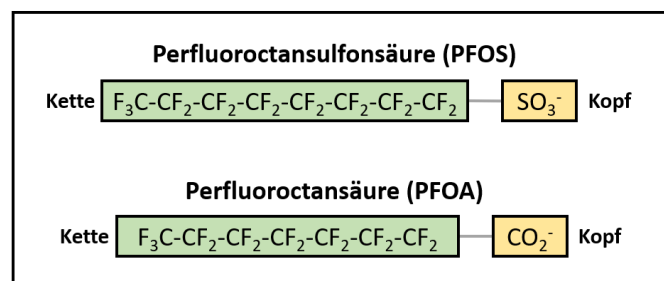 Perfluoroctansulfonsäure (PFOS)
Kette F₃C-CF₂-CF₂-CF₂-CF₂-CF₂-CF₂-CF₂ SO₃⁻ Kopf
Perfluoroctansäure (PFOA)
Kette F₃C-CF₂-CF₂-CF₂-CF₂-CF₂-CF₂ CO₂⁻ Kopf